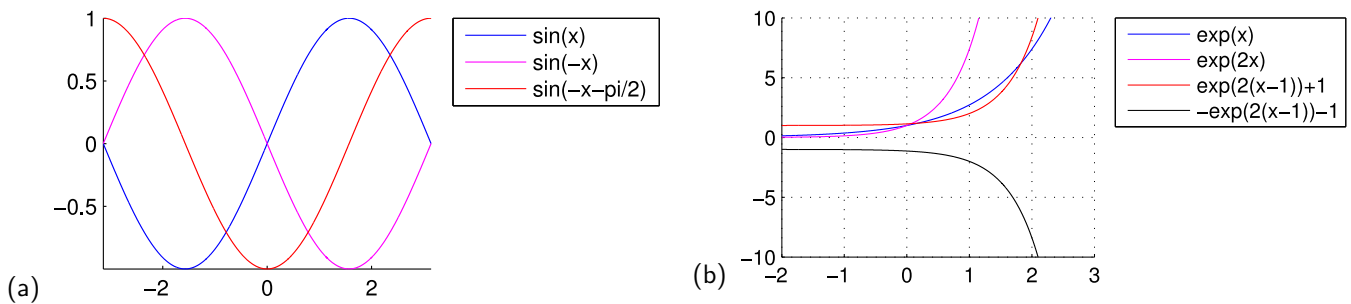 1
0.5
0
−0.5
−2
0
2
sin(x)
sin(−x)
sin(−x−pi/2)
(a)
10
5
0
−5
−10
−2
−1
0
1
2
3
exp(x)
exp(2x)
exp(2(x−1))+1
−exp(2(x−1))−1
(b)